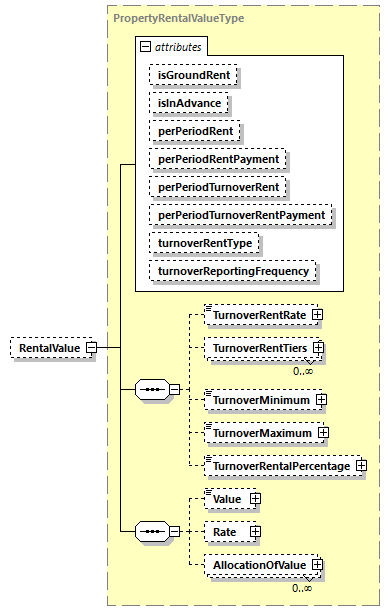 PropertyRentalValueType
attributes
isGroundRent
isInAdvance
perPeriodRent
perPeriodRentPayment
perPeriodTurnoverRent
perPeriodTurnoverRentPayment
turnoverRentType
turnoverReportingFrequency
RentalValue
TurnoverRentRate
TurnoverRentTiers
0..∞
TurnoverMinimum
TurnoverMaximum
TurnoverRentalPercentage
Value
Rate
AllocationOfValue
0..∞